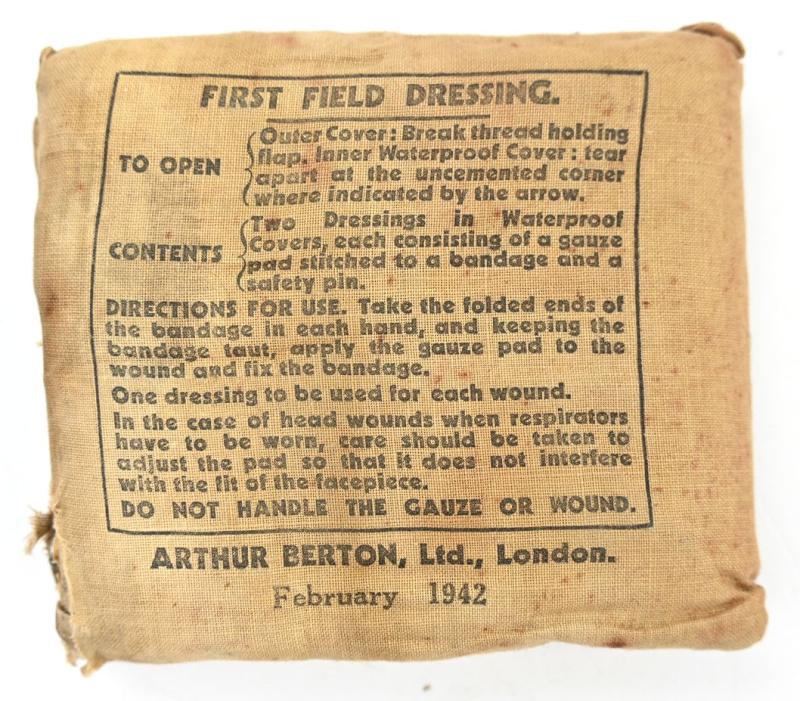 FIRST FIELD DRESSING.
TO OPEN
Outer Cover: Break thread holding
flap. Inner Waterproof Cover: tear
apart at the uncemented corner
where indicated by the arrow.
CONTENTS
Two Dressings in Waterproof
Covers, each consisting of a gauze
pad stitched to a bandage and a
safety pin.
DIRECTIONS FOR USE. Take the folded ends of
the bandage in each hand, and keeping the
bandage taut, apply the gauze pad to the
wound and fix the bandage.
One dressing to be used for each wound.
In the case of head wounds when respirators
have to be worn, care should be taken to
adjust the pad so that it does not interfere
with the fit of the facepiece.
DO NOT HANDLE THE GAUZE OR WOUND.
ARTHUR BERTON, Ltd., London.
February 1942